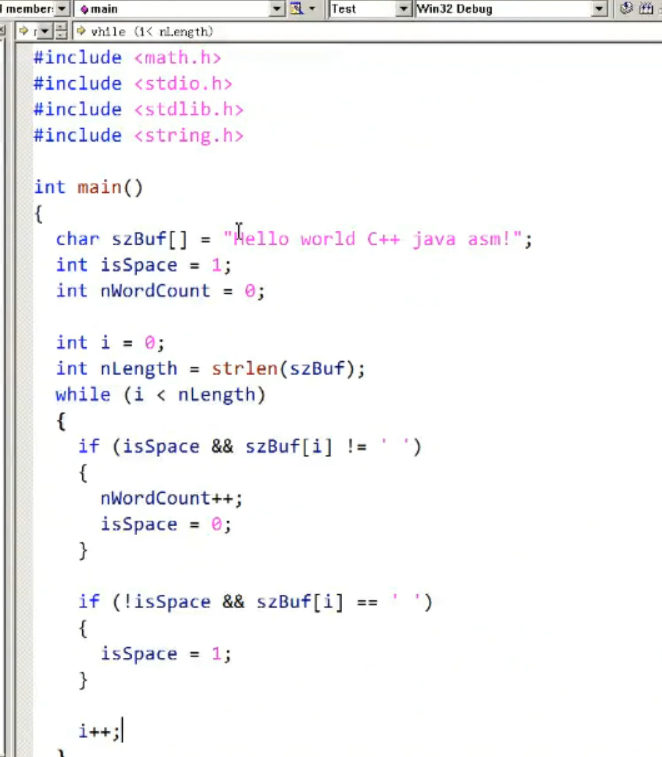 main Test Win32 Debug
while (i< nLength)
#include <math.h>
#include <stdio.h>
#include <stdlib.h>
#include <string.h>
int main()
{
char szBuf[] = "Hello world C++ java asm!";
int isSpace = 1;
int nWordCount = 0;
int i = 0;
int nLength = strlen(szBuf);
while (i < nLength)
{
if (isSpace && szBuf[i] != ' ')
{
nWordCount++;
isSpace = 0;
}
if (!isSpace && szBuf[i] == ' ')
{
isSpace = 1;
}
i++;
}